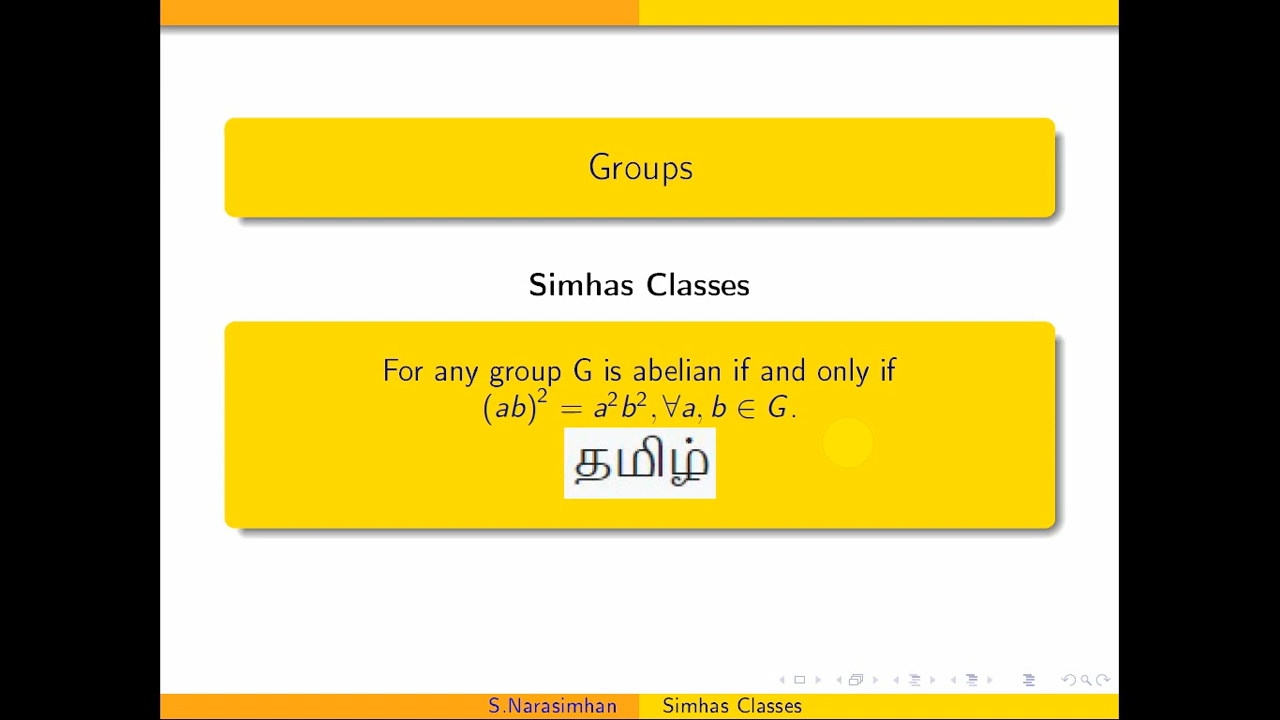 Groups
Simhas Classes
For any group G is abelian if and only if
(ab)² = a²b², ∀a, b ∈ G.
தமிழ்
S.Narasimhan Simhas Classes